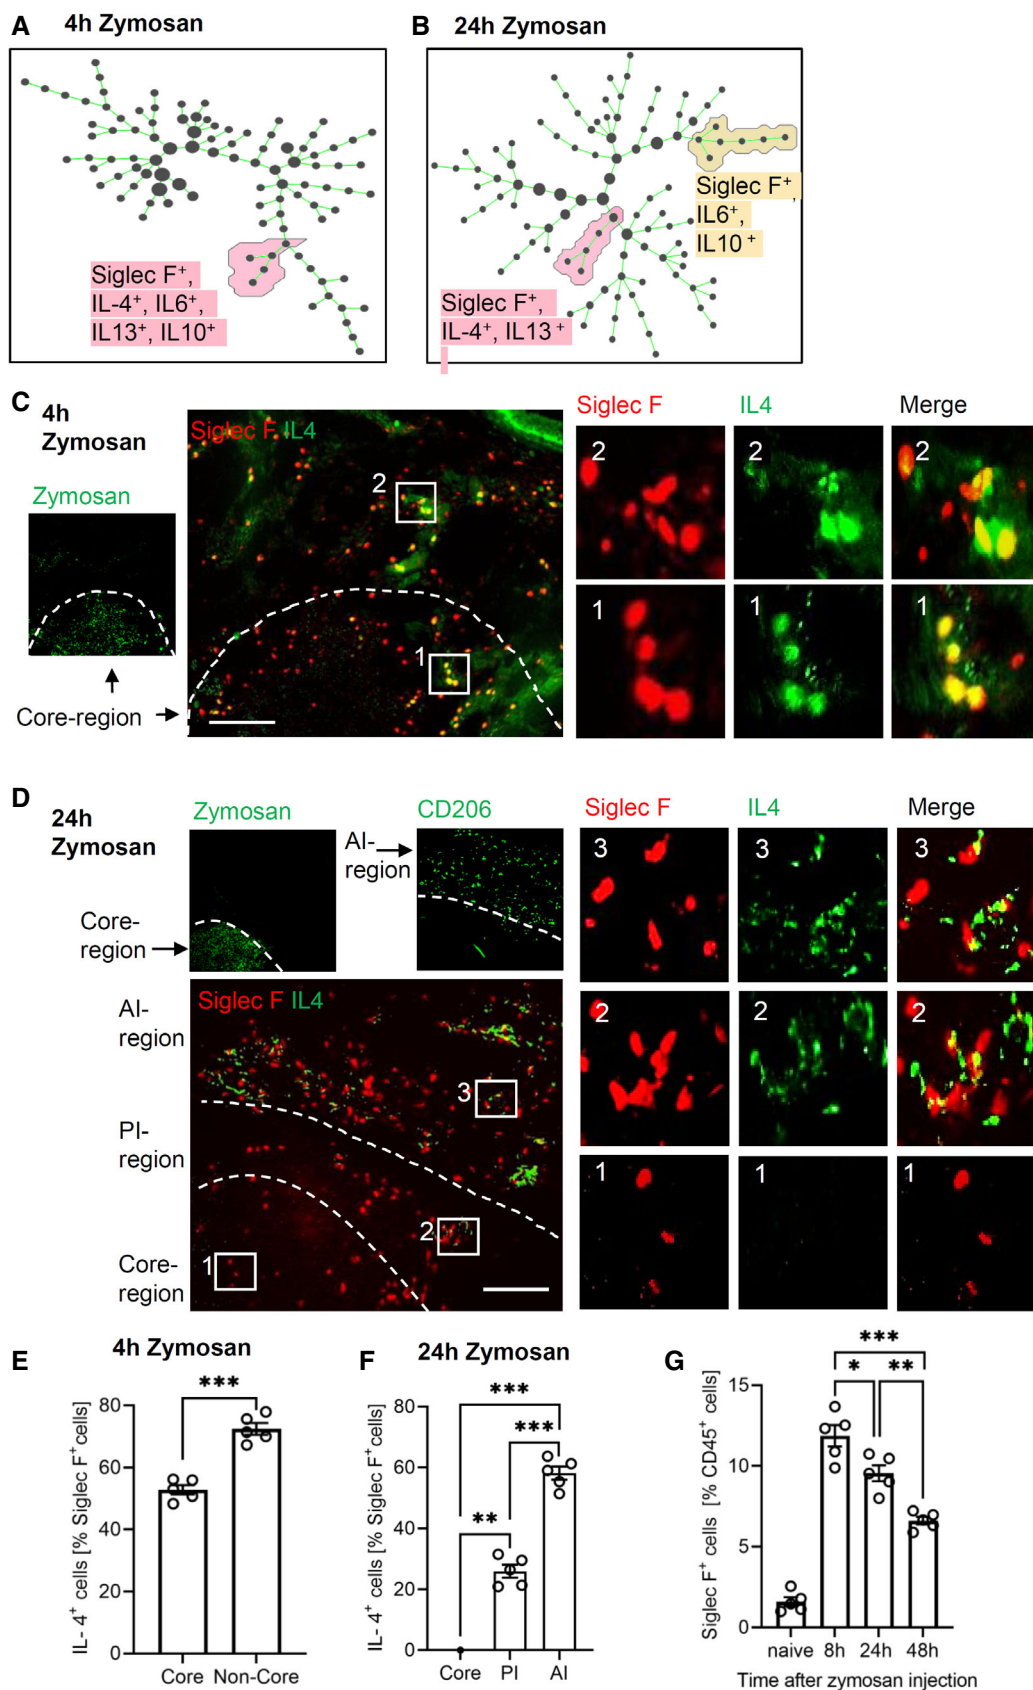 A
4h Zymosan
Siglec F⁺,
IL-4⁺, IL6⁺,
IL13⁺, IL10⁺
B
24h Zymosan
Siglec F⁺,
IL6⁺,
IL10 ⁺
Siglec F⁺,
IL-4⁺, IL13 ⁺
C
4h
Zymosan
Zymosan
Core-region
Siglec F IL4
2
1
Siglec F
IL4
Merge
2
2
2
1
1
1
D
24h
Zymosan
Zymosan
Core-
region
CD206
AI-
region
Siglec F IL4
AI-
region
PI-
region
Core-
region
3
2
1
Siglec F
IL4
Merge
3
3
3
2
2
2
1
1
1
E
4h Zymosan
IL- 4⁺ cells [% Siglec F⁺cells]
80
60
40
20
0
***
Core Non-Core
F
24h Zymosan
IL- 4⁺ cells [% Siglec F⁺cells]
80
60
40
20
0
***
***
**
Core PI AI
G
Siglec F⁺ cells [% CD45⁺ cells]
15
10
5
0
***
* **
naive 8h 24h 48h
Time after zymosan injection